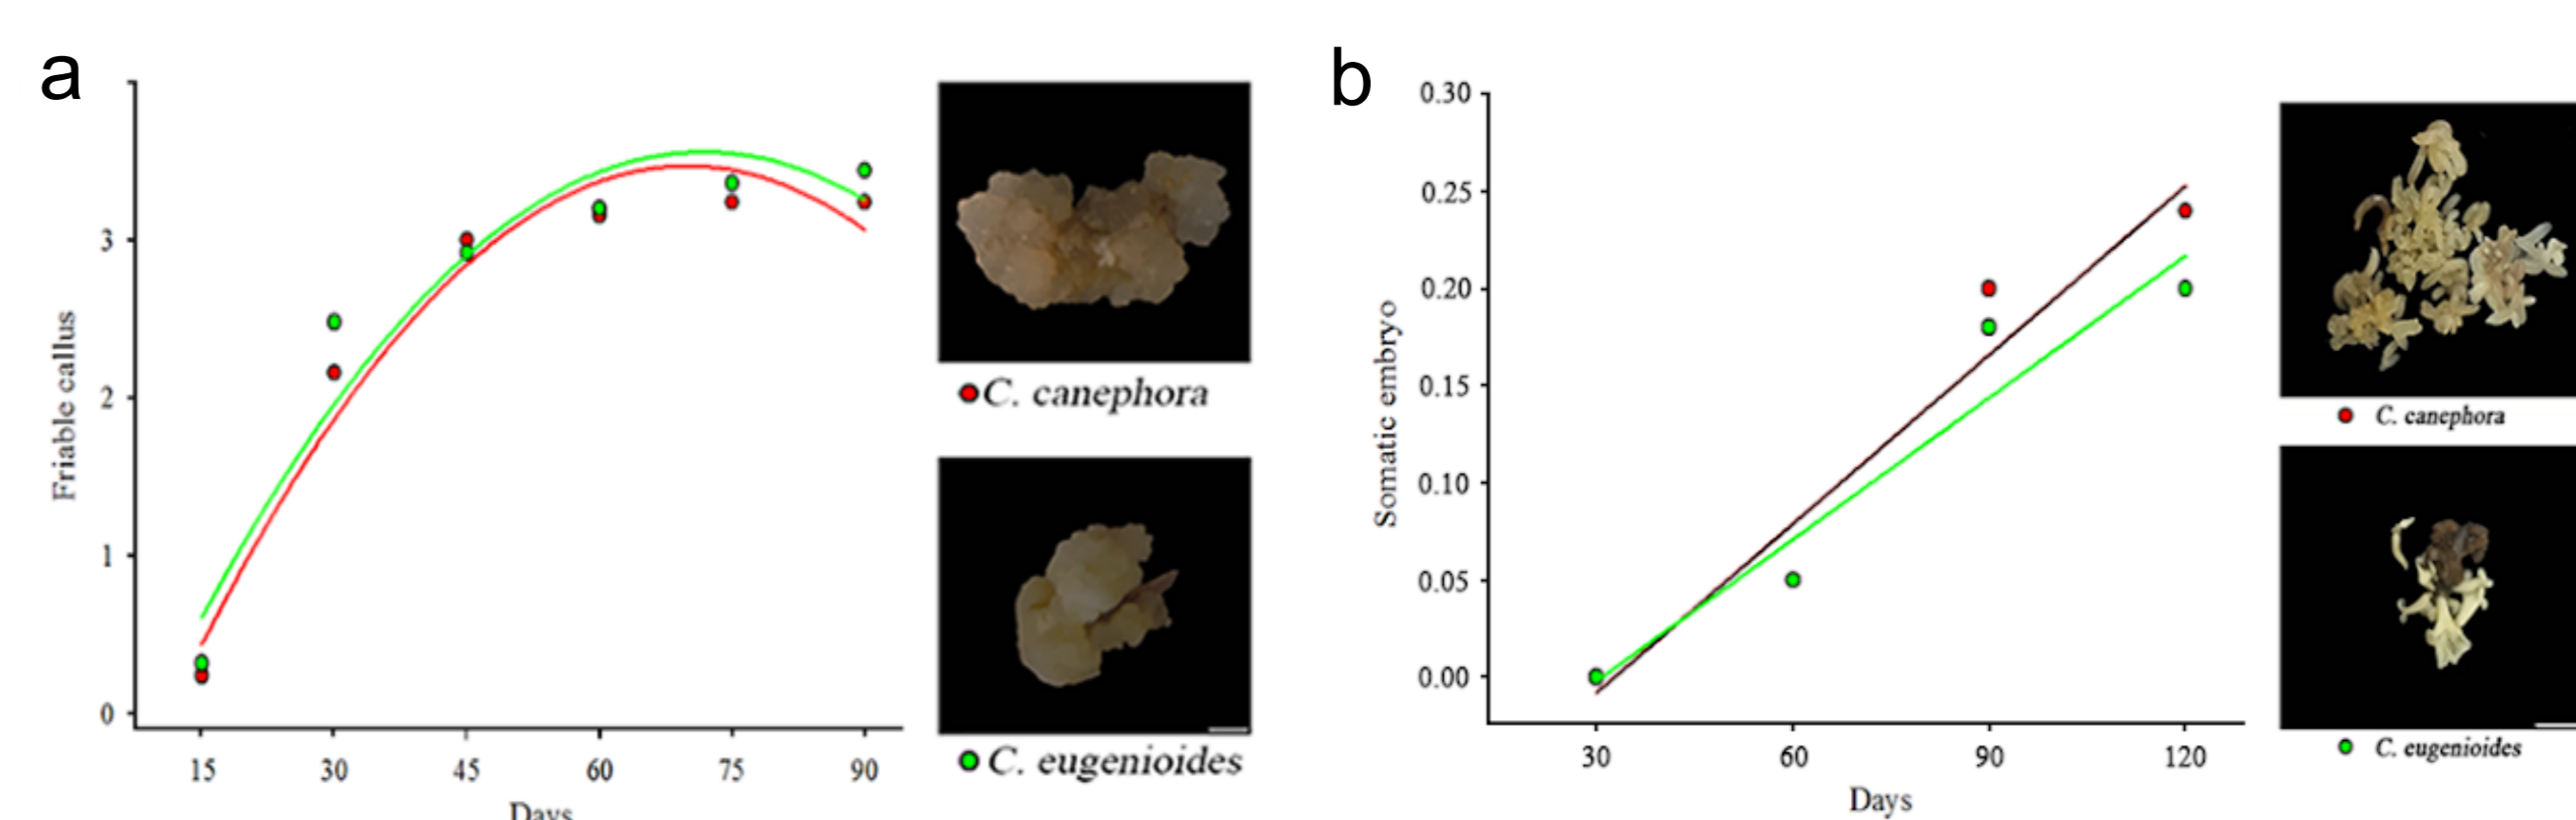 a
Friable callus
3
2
1
0
15 30 45 60 75 90
Days
C. canephora
C. eugenioides
b
Somatic embryo
0.30
0.25
0.20
0.15
0.10
0.05
0.00
30 60 90 120
Days
C. canephora
C. eugenioides